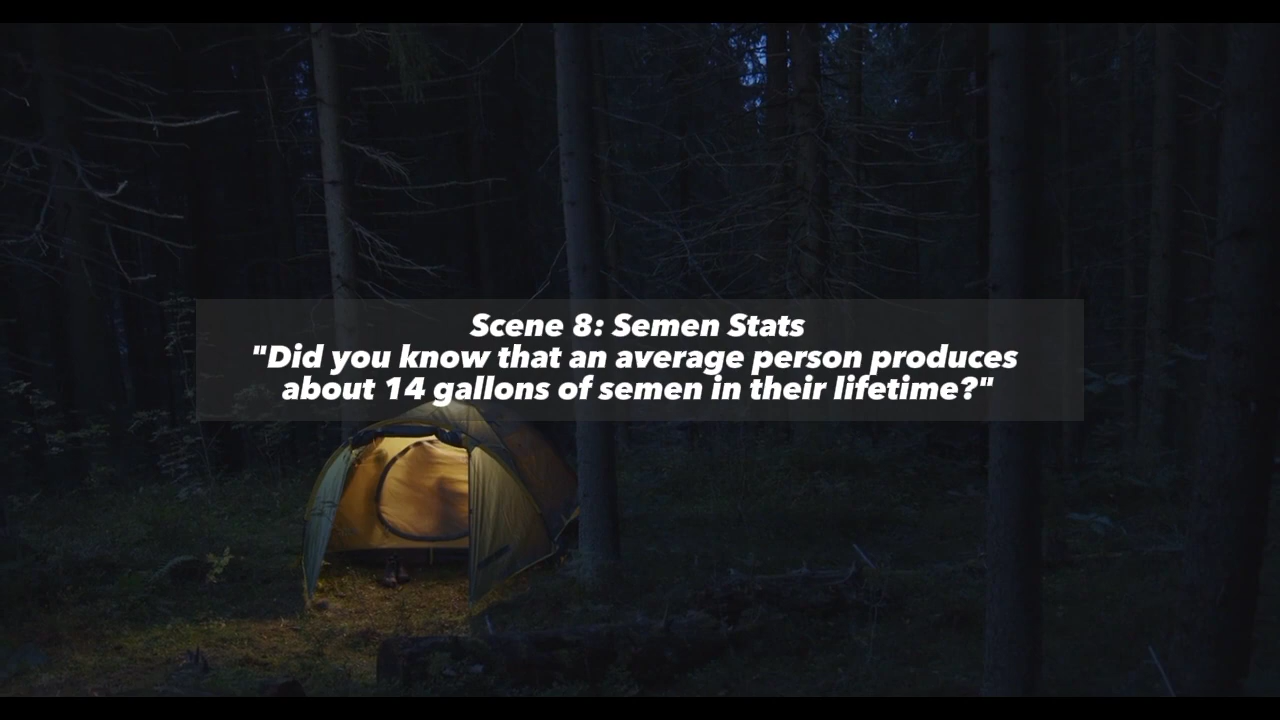 Scene 8: Semen Stats
"Did you know that an average person produces
about 14 gallons of semen in their lifetime?"